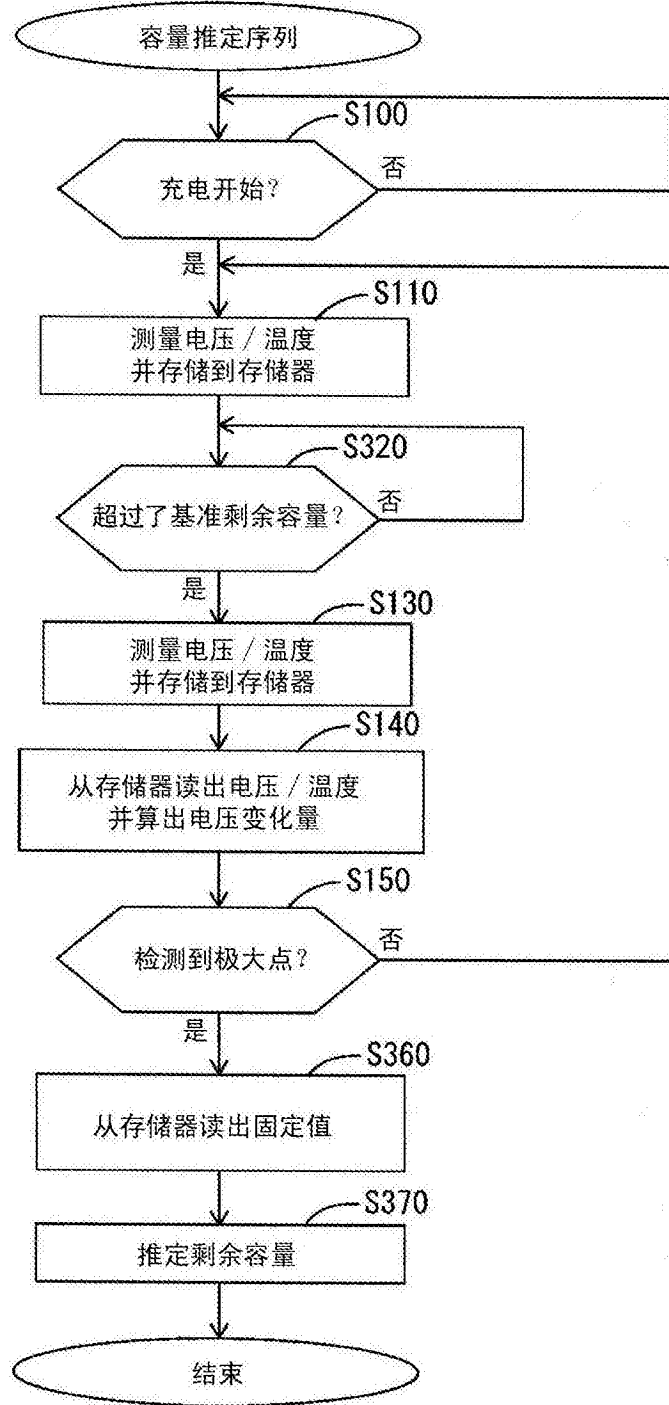 容量推定序列
S100
充电开始?
否
是
S110
测量电压/温度
并存储到存储器
S320
超过了基准剩余容量?
否
是
S130
测量电压/温度
并存储到存储器
S140
从存储器读出电压/温度
并算出电压变化量
S150
检测到极大点?
否
是
S360
从存储器读出固定值
S370
推定剩余容量
结束